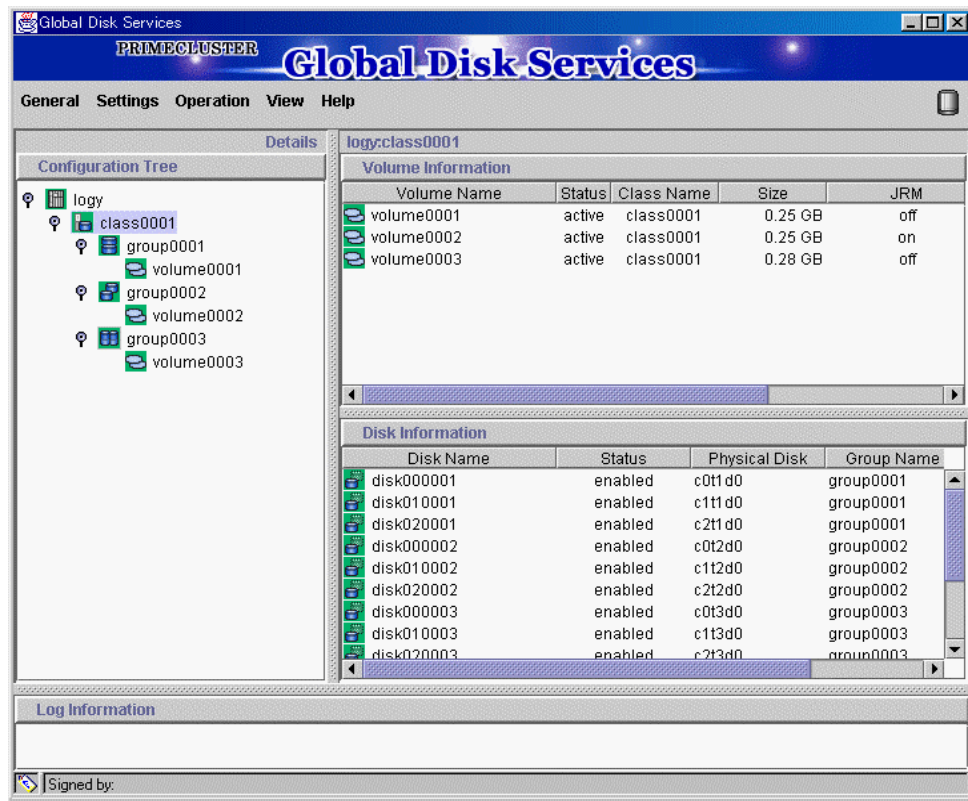 Global Disk Services
PRIMECLUSTER
Global Disk Services
General Settings Operation View Help
Details
Configuration Tree
logy
class0001
group0001
volume0001
group0002
volume0002
group0003
volume0003
logy:class0001
Volume Information
Volume Name Status Class Name Size JRM
volume0001 active class0001 0.25 GB off
volume0002 active class0001 0.25 GB on
volume0003 active class0001 0.28 GB off
Disk Information
Disk Name Status Physical Disk Group Name
disk000001 enabled c0t1d0 group0001
disk010001 enabled c1t1d0 group0001
disk020001 enabled c2t1d0 group0001
disk000002 enabled c0t2d0 group0002
disk010002 enabled c1t2d0 group0002
disk020002 enabled c2t2d0 group0002
disk000003 enabled c0t3d0 group0003
disk010003 enabled c1t3d0 group0003
disk020003 enabled c2t3d0 group0003
Log Information
Signed by: